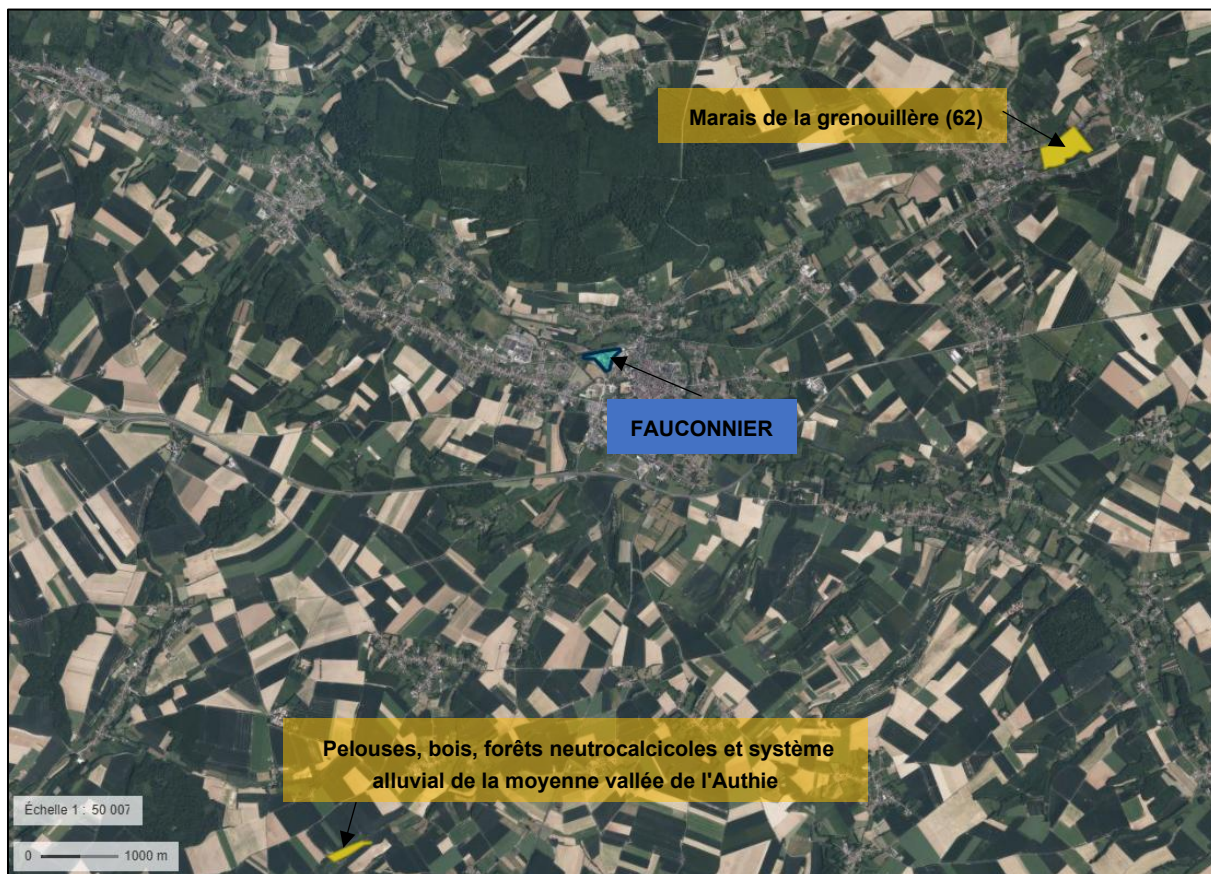 Marais de la grenouillère (62)
FAUCONNIER
Pelouses, bois, forêts neutrocalcicoles et système
alluvial de la moyenne vallée de l'Authie
Échelle 1 : 50 007
0 1000 m